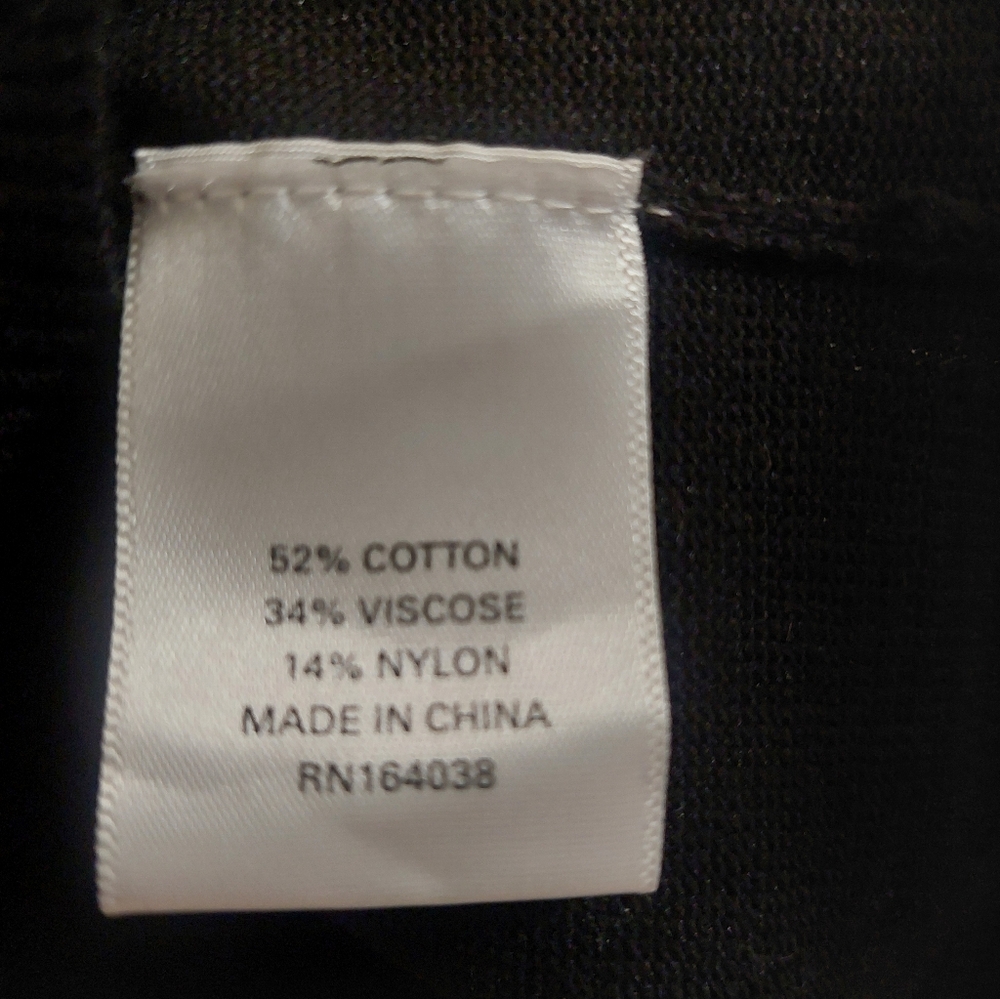 52% COTTON
34% VISCOSE
14% NYLON
MADE IN CHINA
RN164038